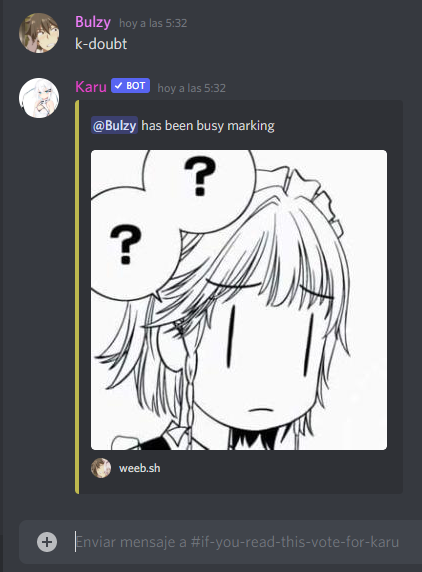 Bulzy hoy a las 5:32
k-doubt
Karu ✓ BOT hoy a las 5:32
@Bulzy has been busy marking
?
?
weeb.sh
Enviar mensaje a #if-you-read-this-vote-for-karu